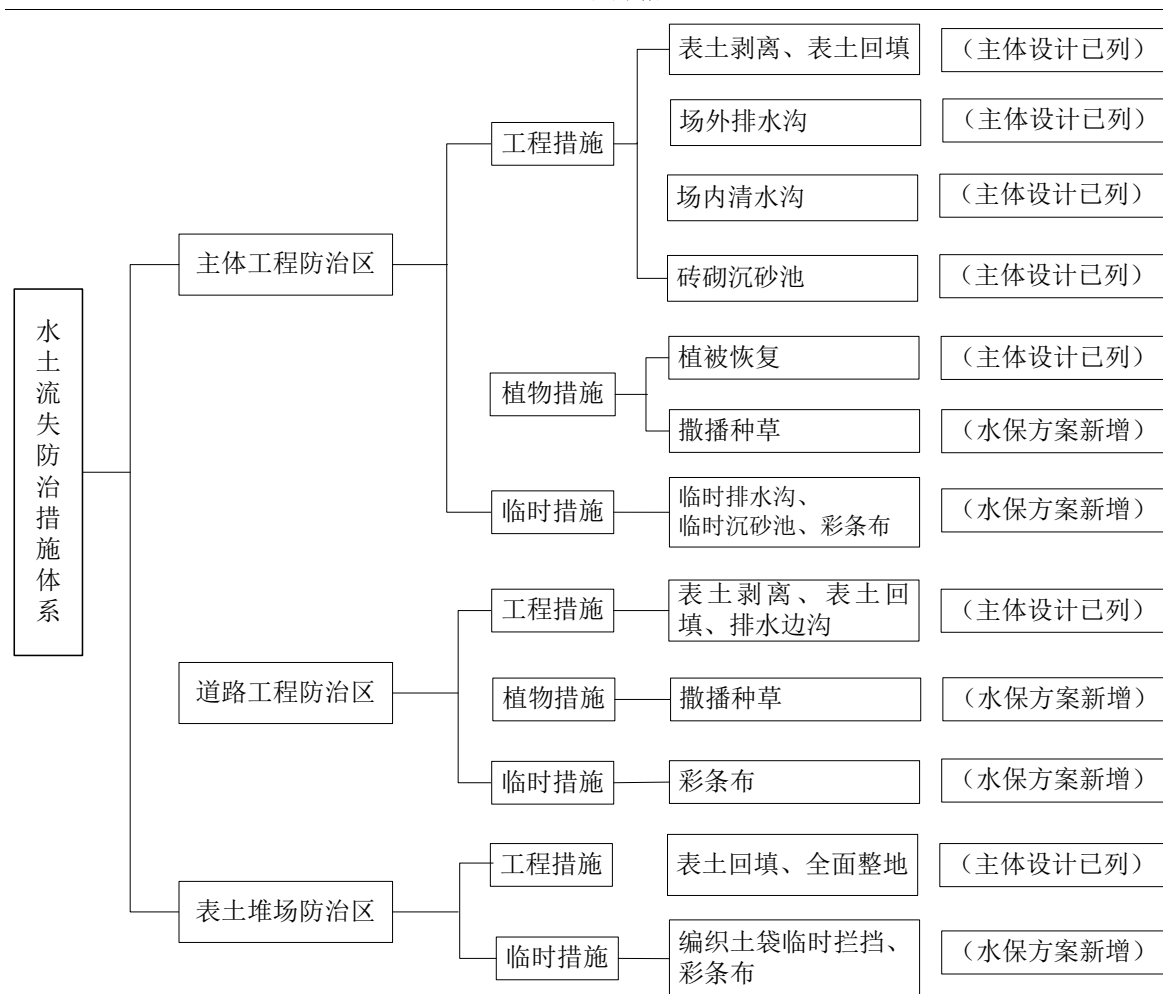 水土流失防治措施体系
主体工程防治区
工程措施
表土剥离、表土回填
（主体设计已列）
场外排水沟
（主体设计已列）
场内清水沟
（主体设计已列）
砖砌沉砂池
（主体设计已列）
植物措施
植被恢复
（主体设计已列）
撒播种草
（水保方案新增）
临时措施
临时排水沟、
临时沉砂池、彩条布
（水保方案新增）
道路工程防治区
工程措施
表土剥离、表土回
填、排水边沟
（主体设计已列）
植物措施
撒播种草
（水保方案新增）
临时措施
彩条布
（水保方案新增）
表土堆场防治区
工程措施
表土回填、全面整地
（主体设计已列）
临时措施
编织土袋临时拦挡、
彩条布
（水保方案新增）